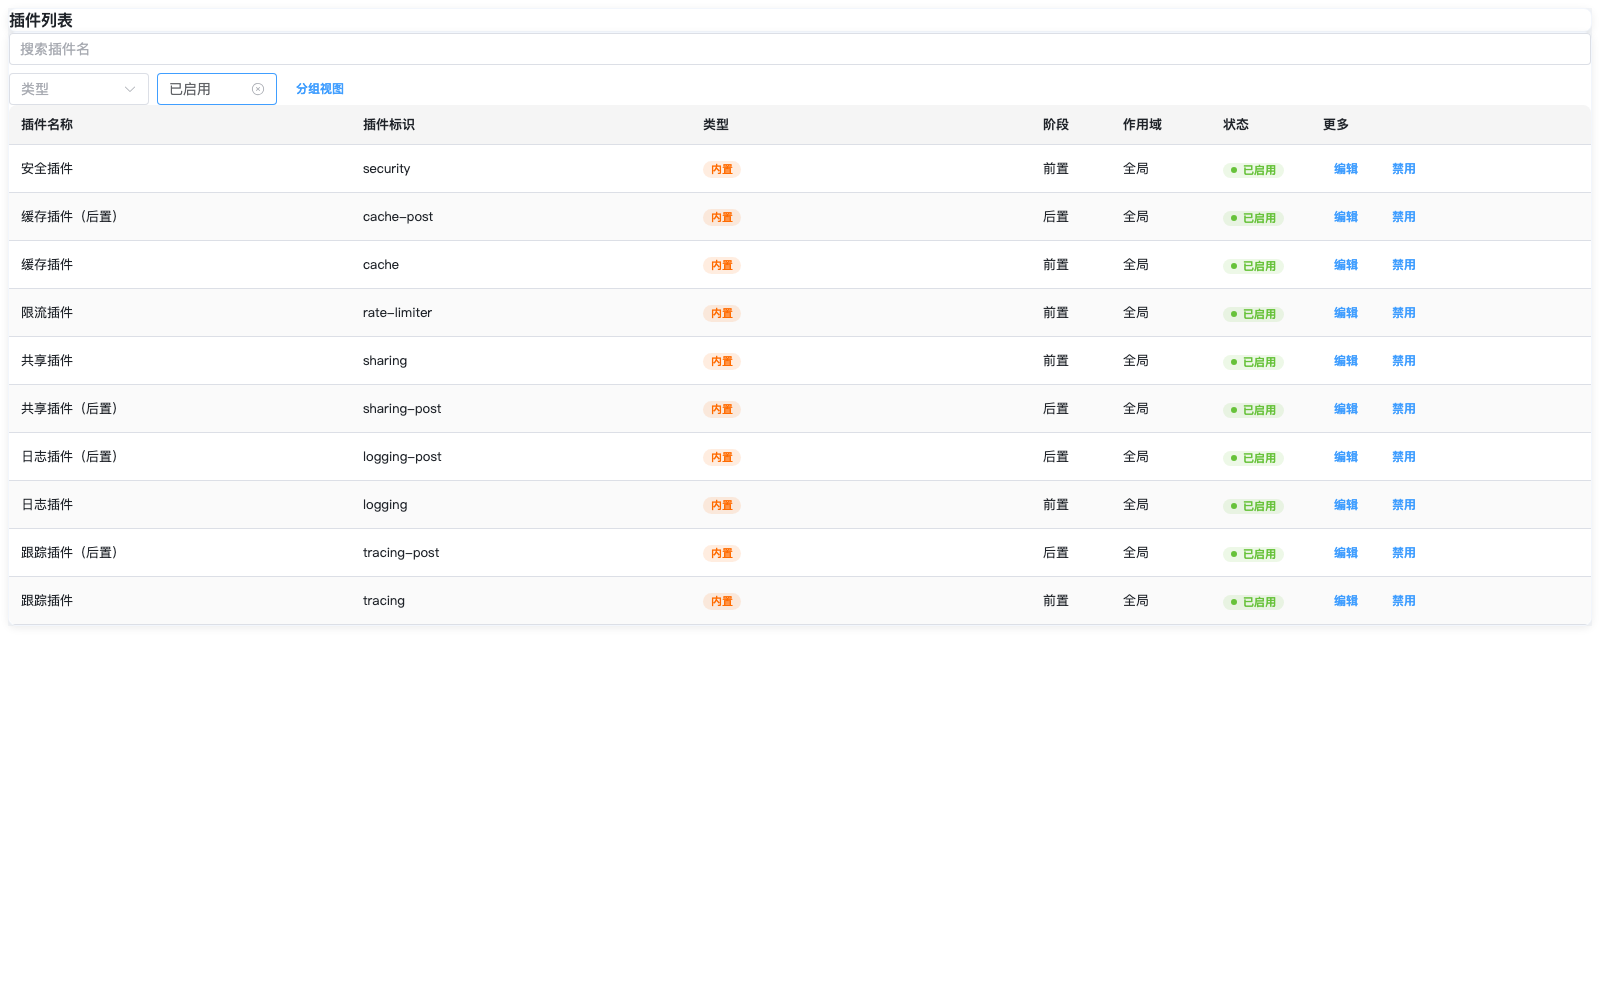 插件列表
搜索插件名
类型 已启用 分组视图
插件名称 插件标识 类型 阶段 作用域 状态 更多
安全插件 security 内置 前置 全局 已启用 编辑 禁用
缓存插件（后置） cache-post 内置 后置 全局 已启用 编辑 禁用
缓存插件 cache 内置 前置 全局 已启用 编辑 禁用
限流插件 rate-limiter 内置 前置 全局 已启用 编辑 禁用
共享插件 sharing 内置 前置 全局 已启用 编辑 禁用
共享插件（后置） sharing-post 内置 后置 全局 已启用 编辑 禁用
日志插件（后置） logging-post 内置 后置 全局 已启用 编辑 禁用
日志插件 logging 内置 前置 全局 已启用 编辑 禁用
跟踪插件（后置） tracing-post 内置 后置 全局 已启用 编辑 禁用
跟踪插件 tracing 内置 前置 全局 已启用 编辑 禁用